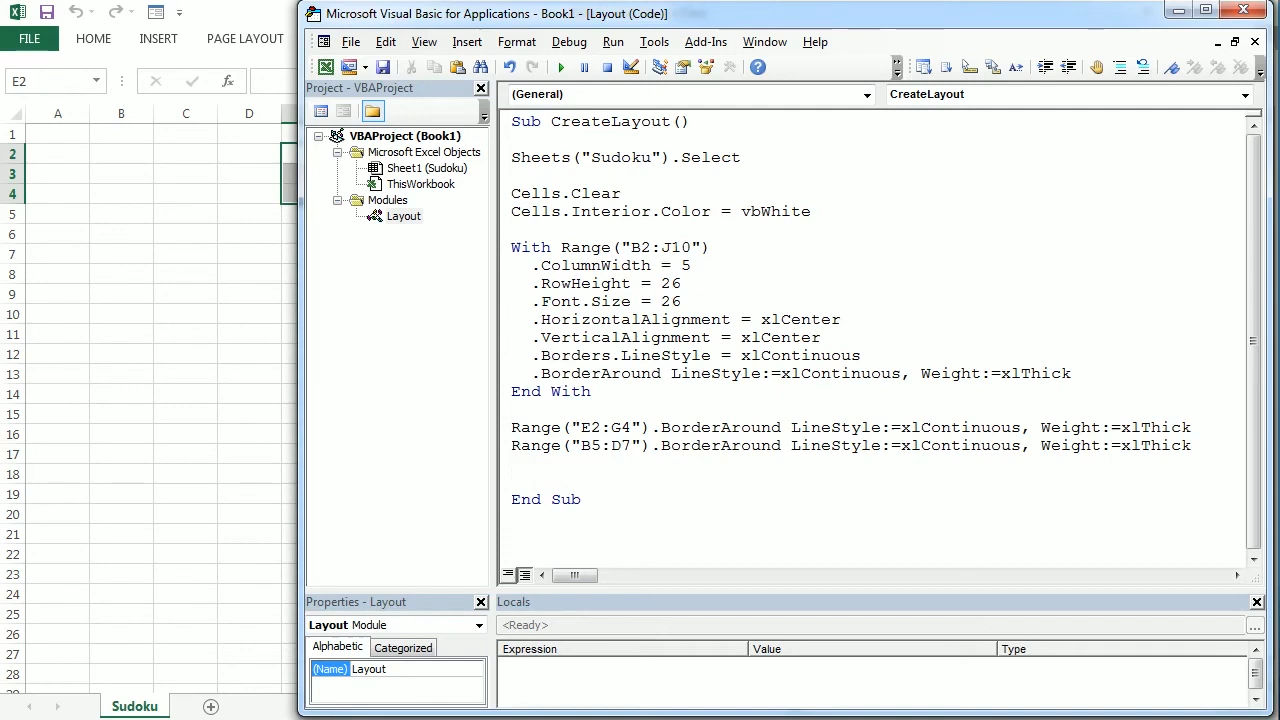 Microsoft Visual Basic for Applications - Book1 - [Layout (Code)]
FILE HOME INSERT PAGE LAYOUT
File Edit View Insert Format Debug Run Tools Add-Ins Window Help
E2
fx
Project - VBAProject
(General) CreateLayout
A B C D
1
2
3
4
5
6
7
8
9
10
11
12
13
14
15
16
17
18
19
20
21
22
23
24
25
26
27
28
VBAProject (Book1)
Microsoft Excel Objects
Sheet1 (Sudoku)
ThisWorkbook
Modules
Layout
Sub CreateLayout()
Sheets("Sudoku").Select
Cells.Clear
Cells.Interior.Color = vbWhite
With Range("B2:J10")
.ColumnWidth = 5
.RowHeight = 26
.Font.Size = 26
.HorizontalAlignment = xlCenter
.VerticalAlignment = xlCenter
.Borders.LineStyle = xlContinuous
.BorderAround LineStyle:=xlContinuous, Weight:=xlThick
End With
Range("E2:G4").BorderAround LineStyle:=xlContinuous, Weight:=xlThick
Range("B5:D7").BorderAround LineStyle:=xlContinuous, Weight:=xlThick
End Sub
Properties - Layout
Layout Module
Alphabetic Categorized
(Name) Layout
Locals
<Ready>
Expression Value Type
Sudoku